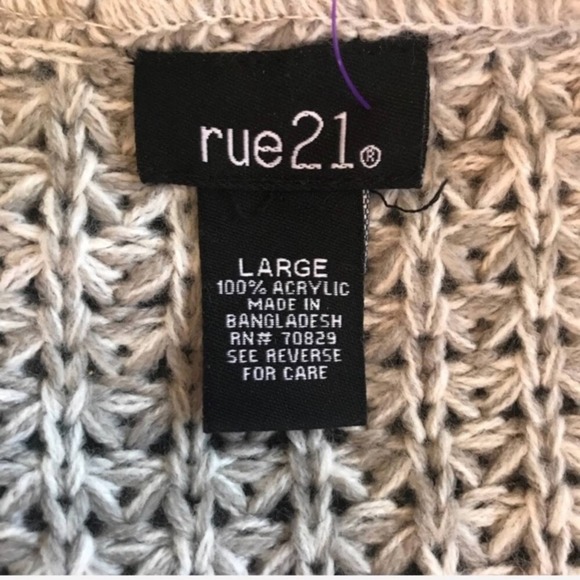 rue21®
LARGE
100% ACRYLIC
MADE IN
BANGLADESH
RN# 70829
SEE REVERSE
FOR CARE